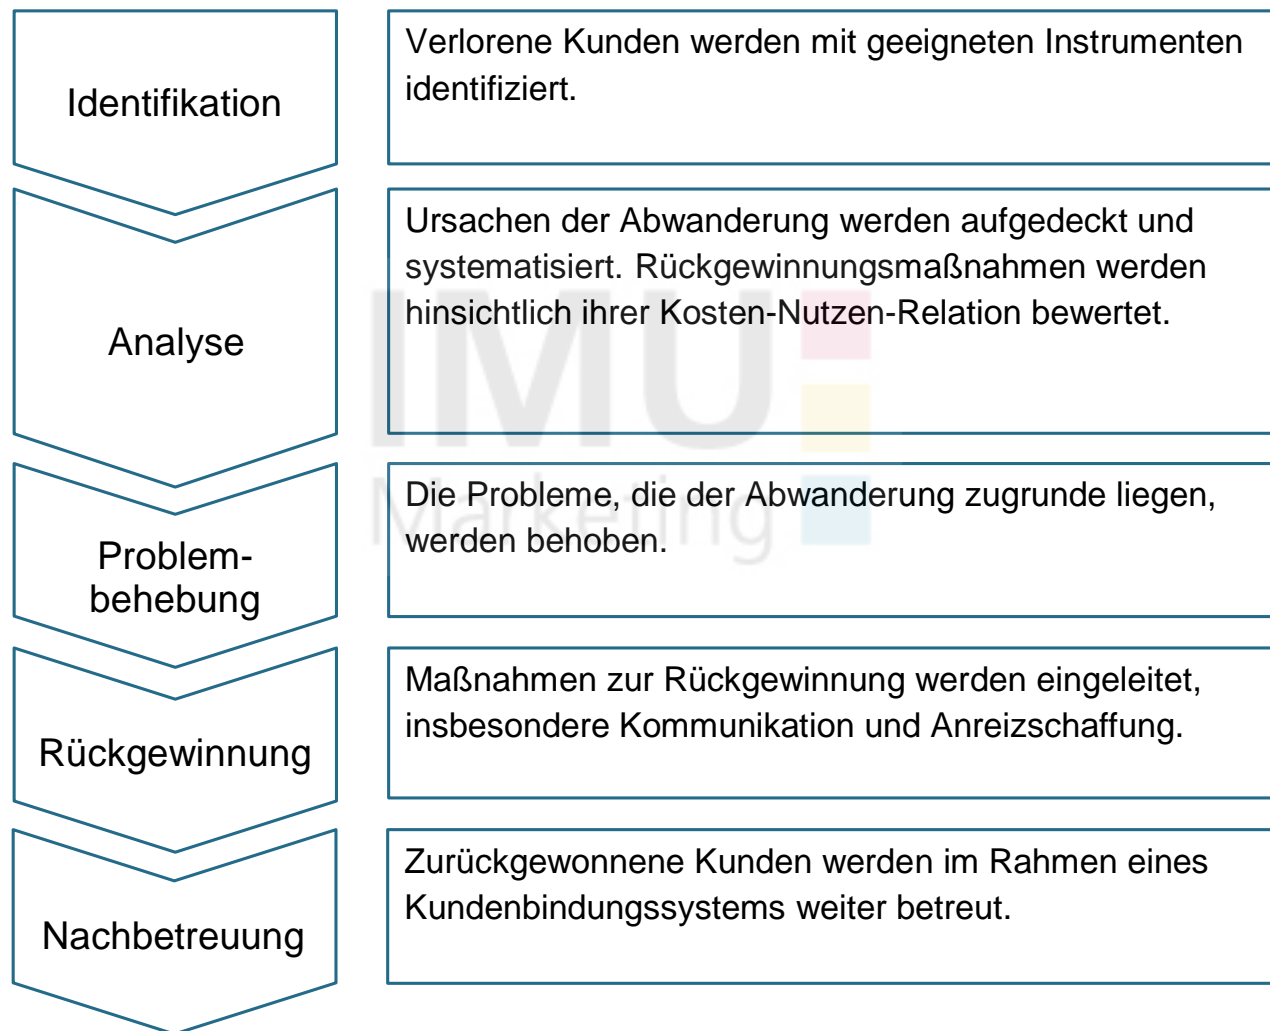 Identifikation
Verlorene Kunden werden mit geeigneten Instrumenten
identifiziert.
Analyse
Ursachen der Abwanderung werden aufgedeckt und
systematisiert. Rückgewinnungsmaßnahmen werden
hinsichtlich ihrer Kosten-Nutzen-Relation bewertet.
IMU
Marketing
Problem-
behebung
Die Probleme, die der Abwanderung zugrunde liegen,
werden behoben.
Rückgewinnung
Maßnahmen zur Rückgewinnung werden eingeleitet,
insbesondere Kommunikation und Anreizschaffung.
Nachbetreuung
Zurückgewonnene Kunden werden im Rahmen eines
Kundenbindungssystems weiter betreut.